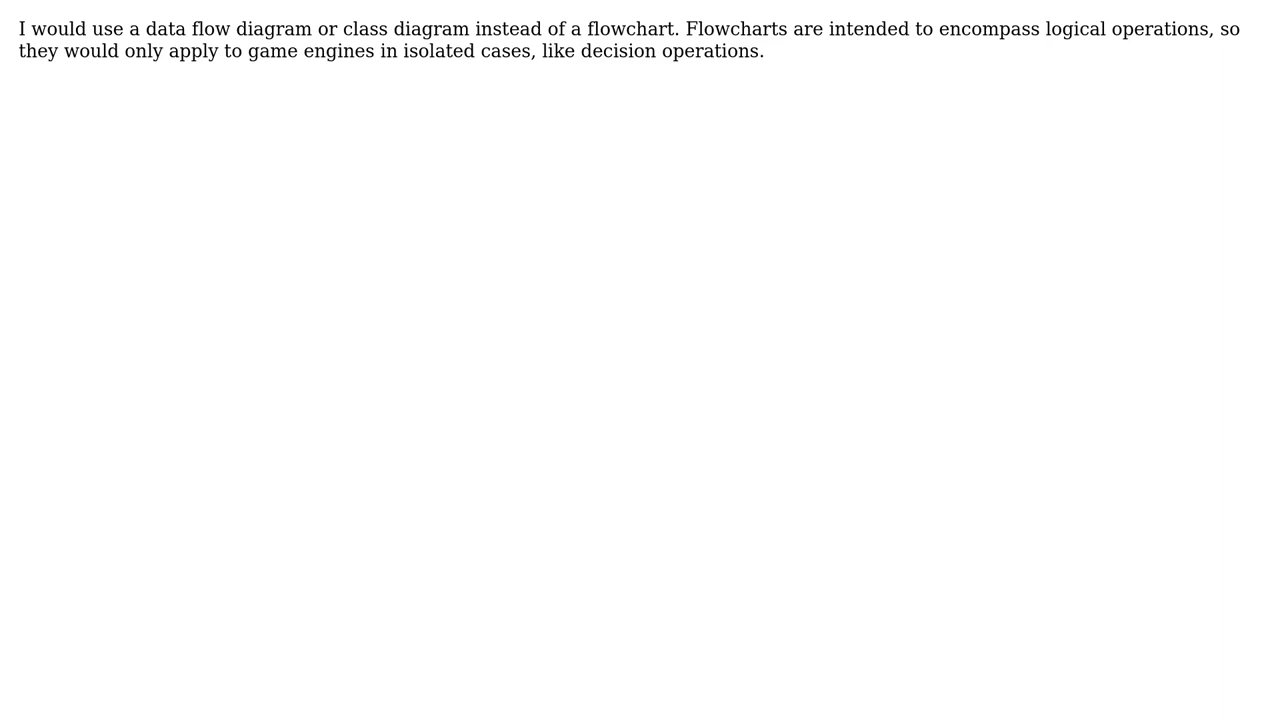 I would use a data flow diagram or class diagram instead of a flowchart. Flowcharts are intended to encompass logical operations, so
they would only apply to game engines in isolated cases, like decision operations.